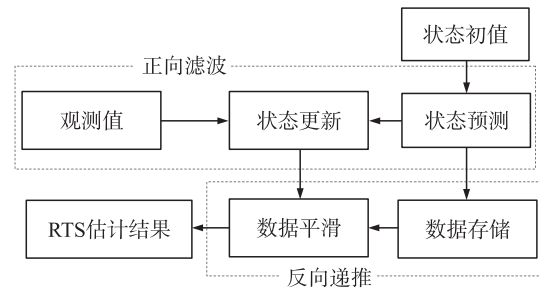 状态初值
正向滤波
观测值
状态更新
状态预测
RTS估计结果
数据平滑
数据存储
反向递推